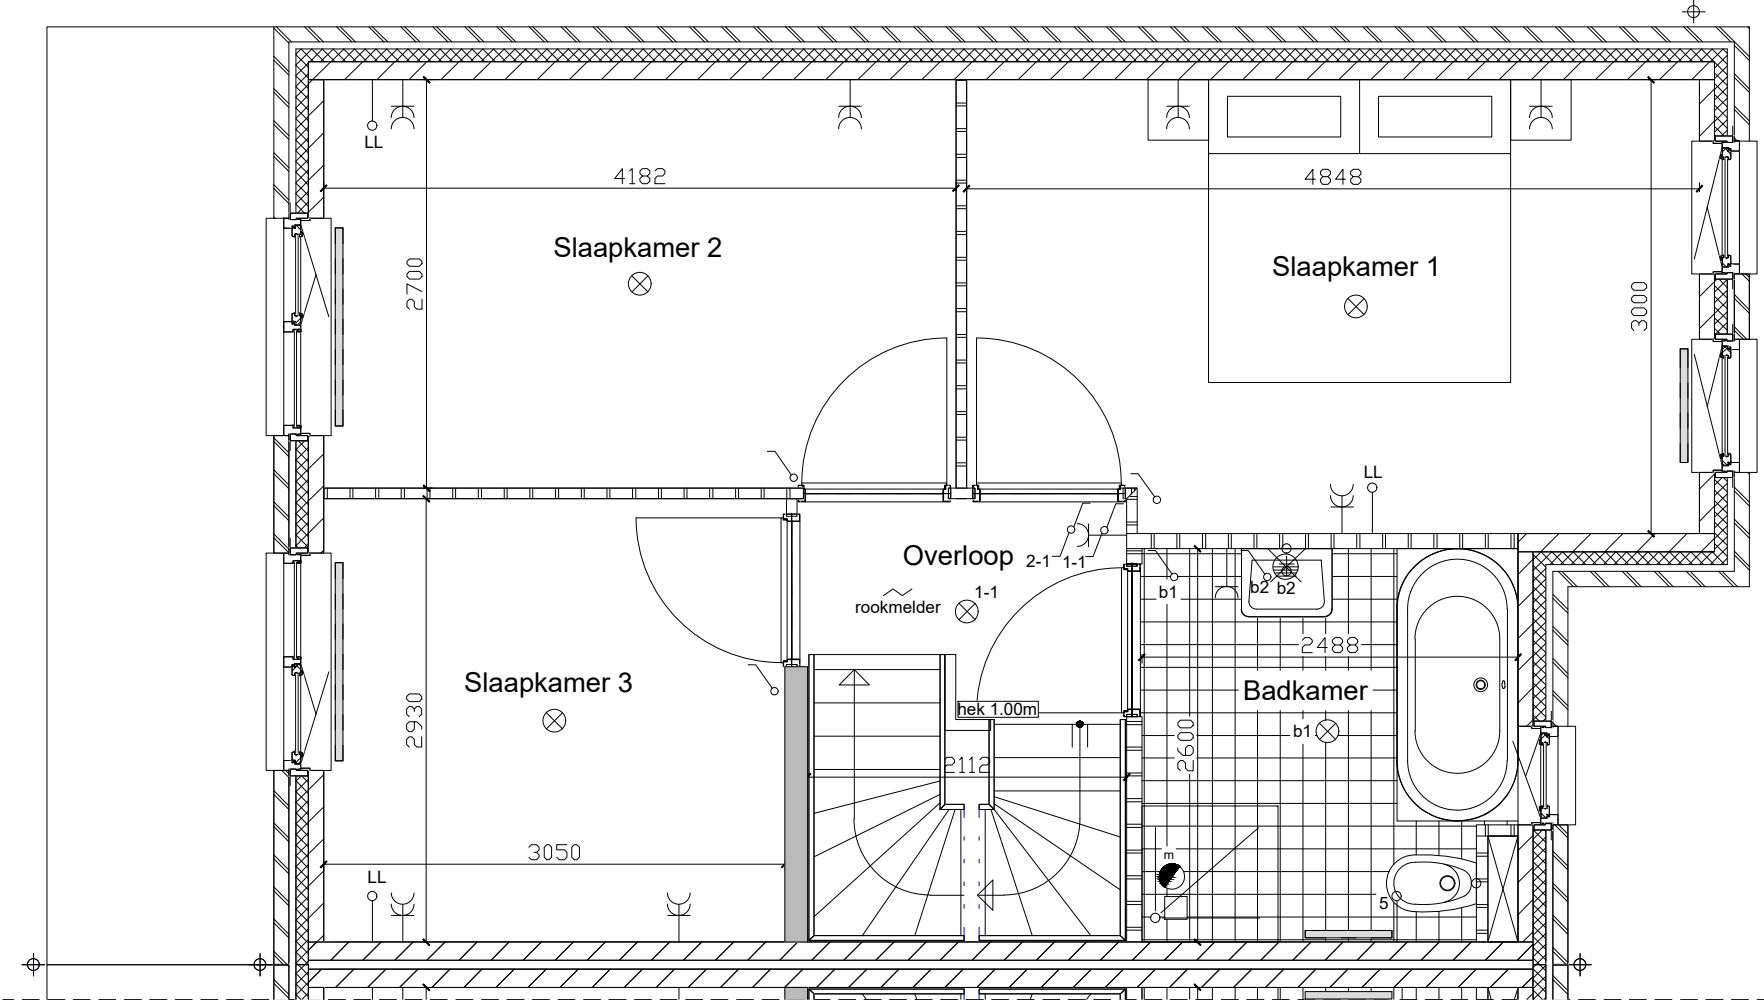 LL
4182
4848
Slaapkamer 2
Slaapkamer 1
2700
3000
LL
Overloop
2-1
1-1
1-1
rookmelder
b1
b2
b2
2488
Slaapkamer 3
Badkamer
hek 1.00m
b1
2930
2600
2112
3050
m
LL
5